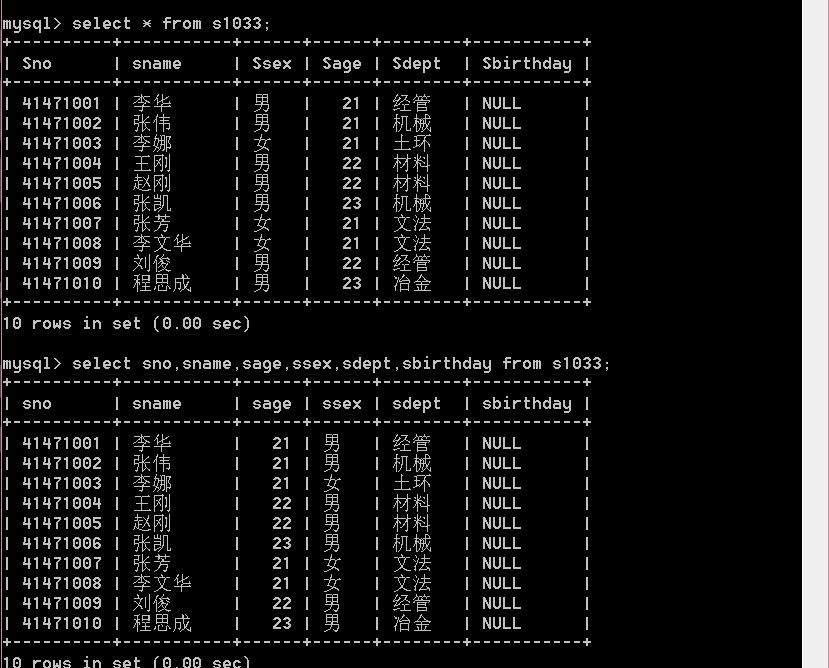 mysql> select * from s1033;
+----------+-----------+------+------+--------+-----------+
| Sno      | sname     | Ssex | Sage | Sdept  | Sbirthday |
+----------+-----------+------+------+--------+-----------+
| 41471001 | 李华      | 男   |   21 | 经管   | NULL      |
| 41471002 | 张伟      | 男   |   21 | 机械   | NULL      |
| 41471003 | 李娜      | 女   |   21 | 土环   | NULL      |
| 41471004 | 王刚      | 男   |   22 | 材料   | NULL      |
| 41471005 | 赵刚      | 男   |   22 | 材料   | NULL      |
| 41471006 | 张凯      | 男   |   23 | 机械   | NULL      |
| 41471007 | 张芳      | 女   |   21 | 文法   | NULL      |
| 41471008 | 李文华    | 女   |   21 | 文法   | NULL      |
| 41471009 | 刘俊      | 男   |   22 | 经管   | NULL      |
| 41471010 | 程思成    | 男   |   23 | 冶金   | NULL      |
+----------+-----------+------+------+--------+-----------+
10 rows in set (0.00 sec)
mysql> select sno,sname,sage,ssex,sdept,sbirthday from s1033;
+----------+-----------+------+------+--------+-----------+
| sno      | sname     | sage | ssex | sdept  | sbirthday |
+----------+-----------+------+------+--------+-----------+
| 41471001 | 李华      |   21 | 男   | 经管   | NULL      |
| 41471002 | 张伟      |   21 | 男   | 机械   | NULL      |
| 41471003 | 李娜      |   21 | 女   | 土环   | NULL      |
| 41471004 | 王刚      |   22 | 男   | 材料   | NULL      |
| 41471005 | 赵刚      |   22 | 男   | 材料   | NULL      |
| 41471006 | 张凯      |   23 | 男   | 机械   | NULL      |
| 41471007 | 张芳      |   21 | 女   | 文法   | NULL      |
| 41471008 | 李文华    |   21 | 女   | 文法   | NULL      |
| 41471009 | 刘俊      |   22 | 男   | 经管   | NULL      |
| 41471010 | 程思成    |   23 | 男   | 冶金   | NULL      |
+----------+-----------+------+------+--------+-----------+
10 rows in set (0.00 sec)